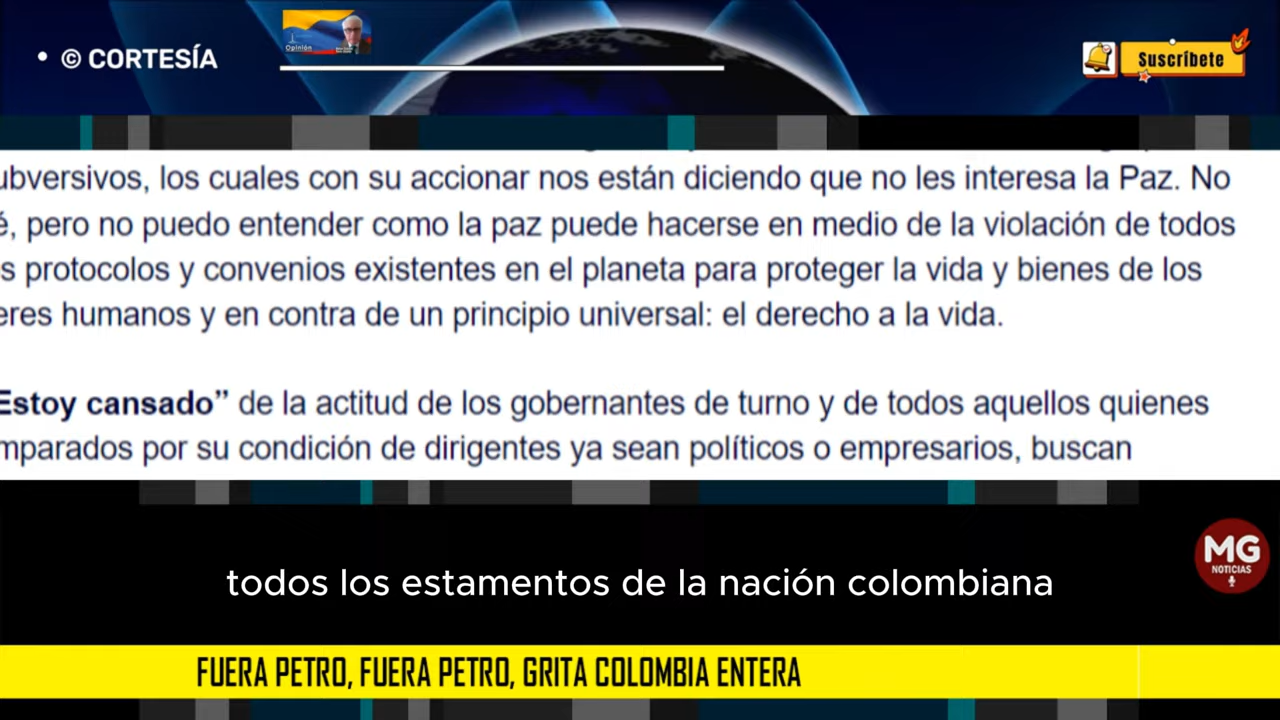 © CORTESÍA
Opinión
Suscríbete
ubversivos, los cuales con su accionar nos están diciendo que no les interesa la Paz. No
é, pero no puedo entender como la paz puede hacerse en medio de la violación de todos
s protocolos y convenios existentes en el planeta para proteger la vida y bienes de los
eres humanos y en contra de un principio universal: el derecho a la vida.
Estoy cansado” de la actitud de los gobernantes de turno y de todos aquellos quienes
mparados por su condición de dirigentes ya sean políticos o empresarios, buscan
MG
NOTICIAS
todos los estamentos de la nación colombiana
FUERA PETRO, FUERA PETRO, GRITA COLOMBIA ENTERA